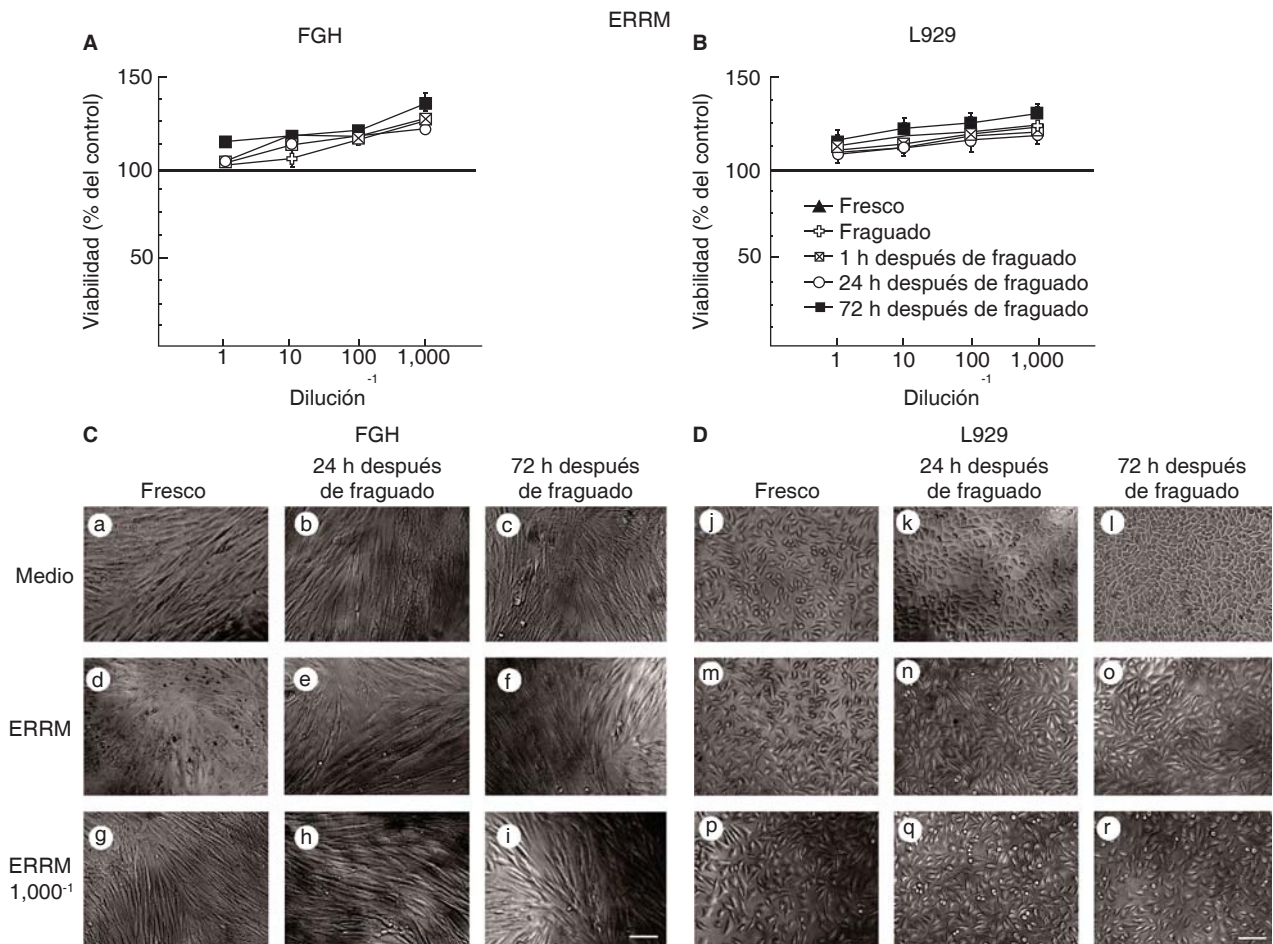 ERRM
A
FGH
150
100
50
Viabilidad (% del control)
1
10
100
1,000
Dilución-1
B
L929
150
100
50
Viabilidad (% del control)
Fresco
Fraguado
1 h después de fraguado
24 h después de fraguado
72 h después de fraguado
1
10
100
1,000
Dilución-1
C
FGH
Fresco
24 h después
de fraguado
72 h después
de fraguado
D
L929
Fresco
24 h después
de fraguado
72 h después
de fraguado
Medio
a
b
c
j
k
l
ERRM
d
e
f
m
n
o
ERRM
1,000-1
g
h
i
p
q
r